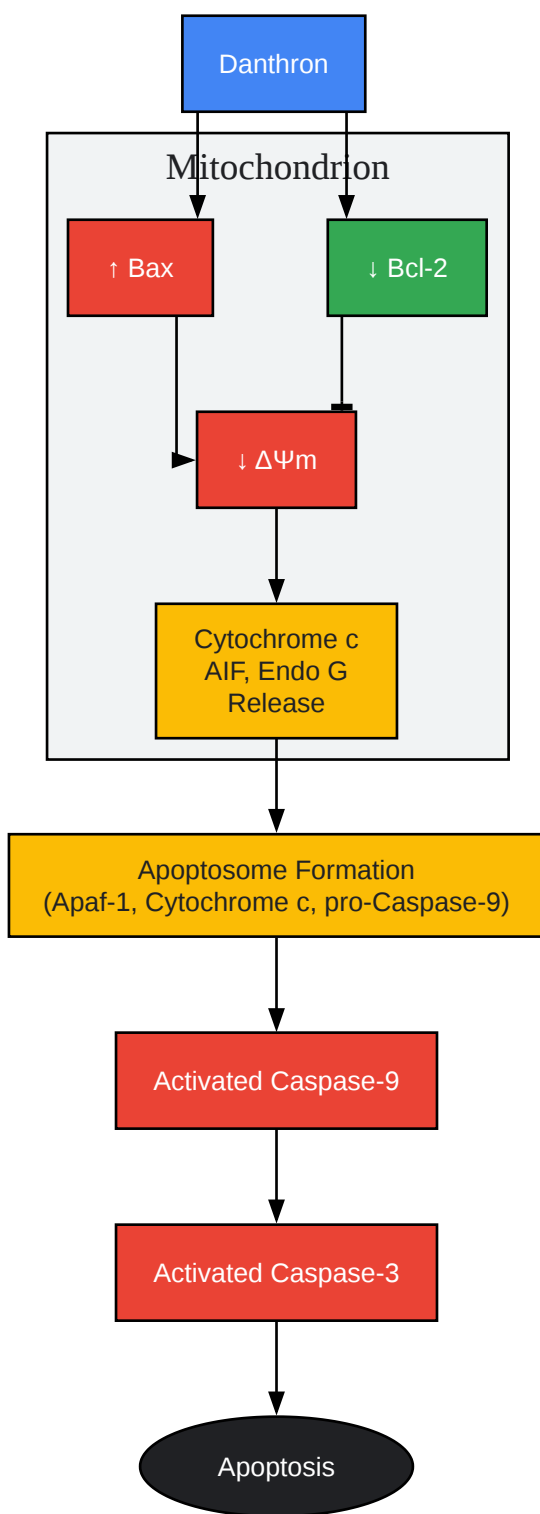 Danthron
Mitochondrion
↑ Bax
↓ Bcl-2
↓ ΔΨm
Cytochrome c
AIF, Endo G
Release
Apoptosome Formation
(Apaf-1, Cytochrome c, pro-Caspase-9)
Activated Caspase-9
Activated Caspase-3
Apoptosis